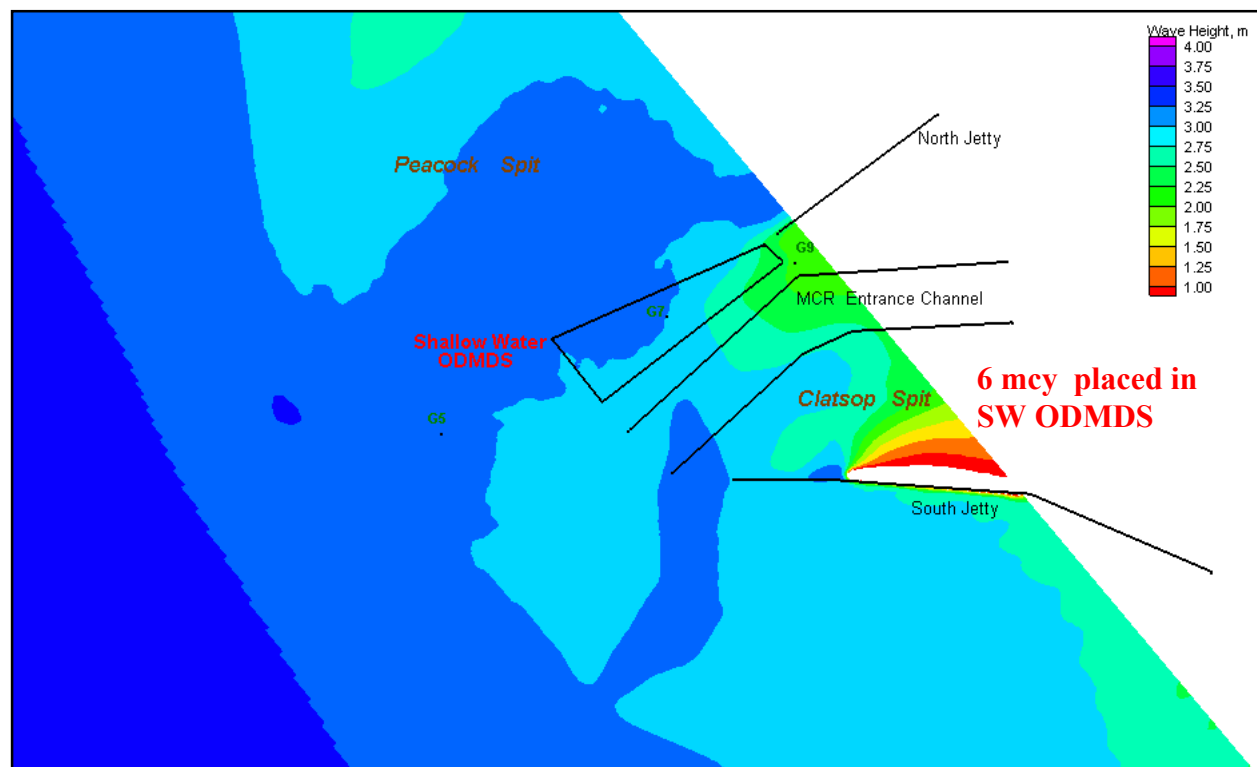 Wave Height, m
4.00
3.75
3.50
3.25
3.00
2.75
2.50
2.25
2.00
1.75
1.50
1.25
1.00
North Jetty
Peacock Spit
G9
MCR Entrance Channel
G7
Shallow Water
ODMDS
6 mcy placed in
SW ODMDS
Clatsop Spit
G5
South Jetty